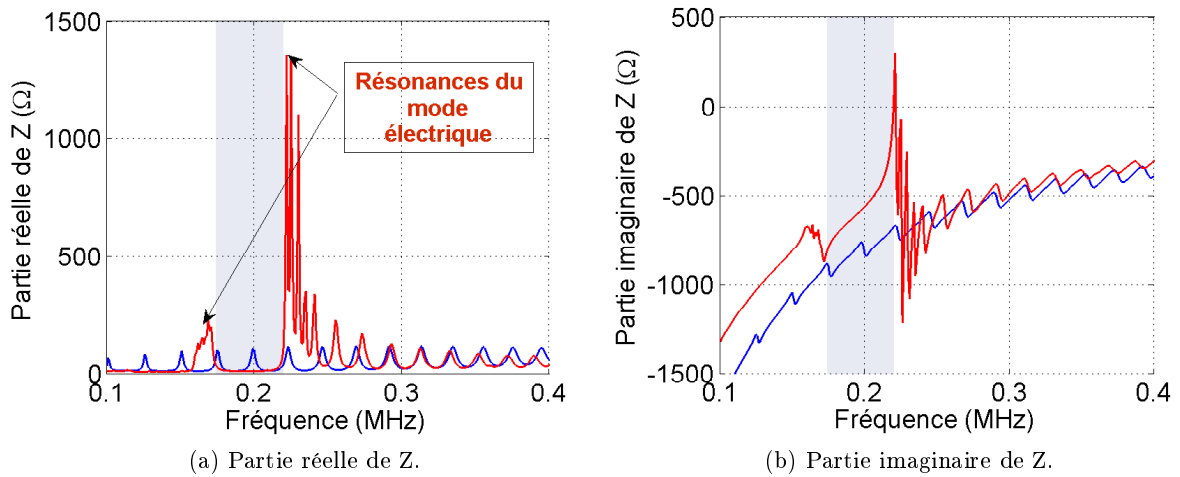 1500
1000
500
0
0.1
0.2
0.3
0.4
Partie réelle de Z (Ω)
Fréquence (MHz)
Résonances du
mode
électrique
(a) Partie réelle de Z.
500
0
-500
-1000
-1500
0.1
0.2
0.3
0.4
Partie imaginaire de Z (Ω)
Fréquence (MHz)
(b) Partie imaginaire de Z.